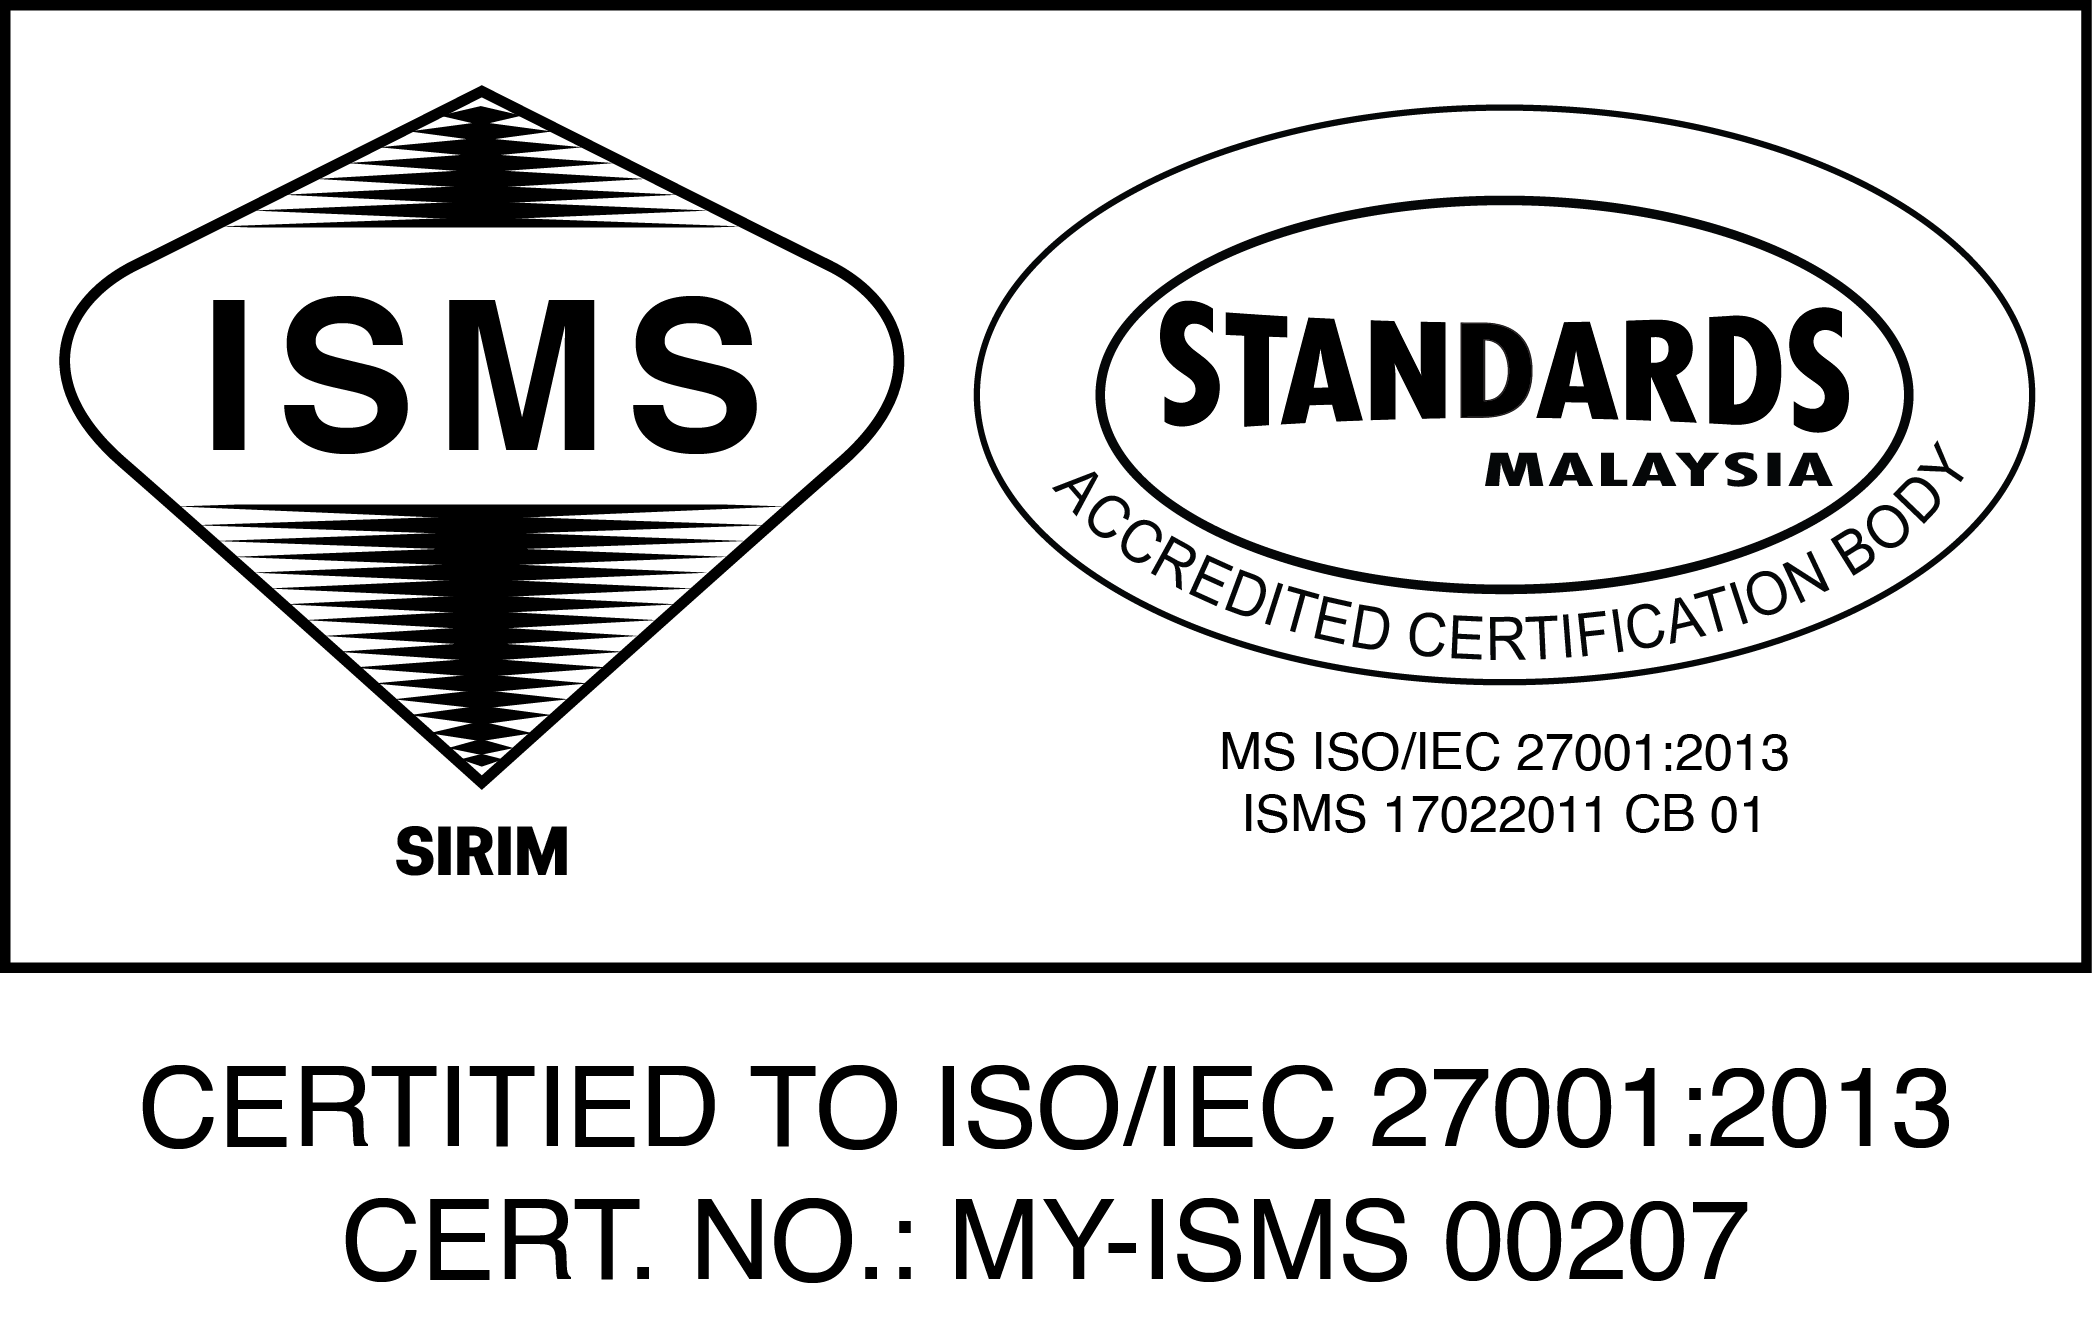 ISMS
SIRIM
STANDARDS
MALAYSIA
ACCREDITED CERTIFICATION BODY
MS ISO/IEC 27001:2013
ISMS 17022011 CB 01
CERTITIED TO ISO/IEC 27001:2013
CERT. NO.: MY-ISMS 00207